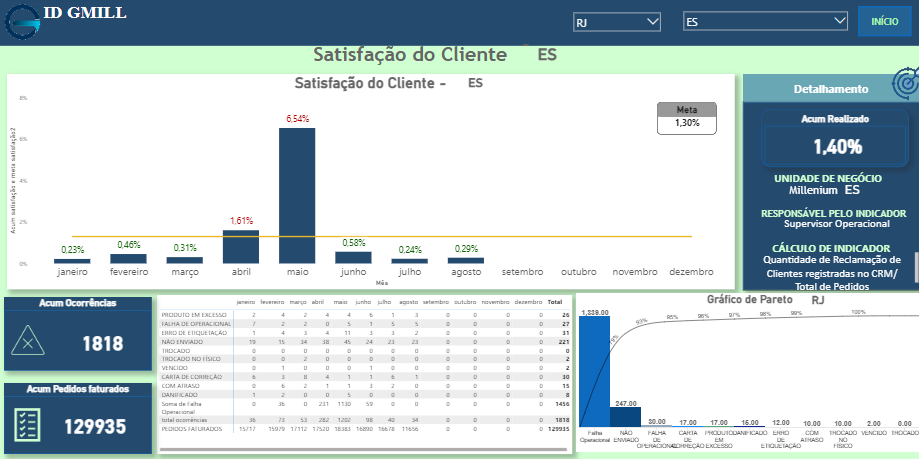 ID GMILL
RJ
ES
INÍCIO
Satisfação do Cliente ES
Satisfação do Cliente - ES
Acum satisfação e meta satisfação2
8%
6%
4%
2%
0%
Meta
1,30%
0,23%
0,46%
0,31%
1,61%
6,54%
0,58%
0,24%
0,29%
janeiro fevereiro março abril maio junho julho agosto setembro outubro novembro dezembro
Mês
Detalhamento
Acum Realizado
1,40%
UNIDADE DE NEGÓCIO
Millenium ES
RESPONSÁVEL PELO INDICADOR
Supervisor Operacional
CÁLCULO DE INDICADOR
Quantidade de Reclamação de
Clientes registradas no CRM/
Total de Pedidos
Acum Ocorrências
1818
Acum Pedidos faturados
129935
janeiro fevereiro março abril maio junho julho agosto setembro outubro novembro dezembro Total
PRODUTO EM EXCESSO 2 4 2 4 4 6 1 3 0 0 0 0 26
FALHA DE OPERACIONAL 7 2 2 0 5 1 5 5 0 0 0 0 27
ERRO DE ETIQUETAÇÃO 1 4 3 4 11 3 3 2 0 0 0 0 31
NÃO ENVIADO 19 15 34 38 45 24 23 23 0 0 0 0 221
TROCADO 0 0 0 0 0 0 0 0 0 0 0 0 0
TROCADO NO FÍSICO 0 0 2 0 0 0 0 0 0 0 0 0 2
VENCIDO 0 1 0 0 0 1 0 0 0 0 0 0 2
CARTA DE CORREÇÃO 6 3 8 4 1 1 6 1 0 0 0 0 30
COM ATRASO 0 6 2 1 1 3 2 0 0 0 0 0 15
DANIFICADO 1 2 0 0 5 0 0 0 0 0 0 0 8
Soma de Falha
Operacional 0 36 0 231 1130 59 0 0 0 0 0 0 1456
total ocorrências 36 73 53 282 1202 98 40 34 0 0 0 0 1818
PEDIDOS FATURADOS 15717 15979 17112 17520 18383 16890 16678 11656 0 0 0 0 129935
Gráfico de Pareto RJ
93% 95% 96% 97% 98% 99% 100%
247.00
30.00
17.00
17.00
16.00
12.00
10.00
10.00
2.00
0.00
Falha
Operacional
NÃO
ENVIADO
FALHA
DE
OPERACIONAL
CARTA
DE
CORREÇÃO
PRODUTO
EM
EXCESSO
DANIFICADO
ERRO
DE
ETIQUETAÇÃO
COM
ATRASO
TROCADO
NO
FÍSICO
VENCIDO
TROCADO